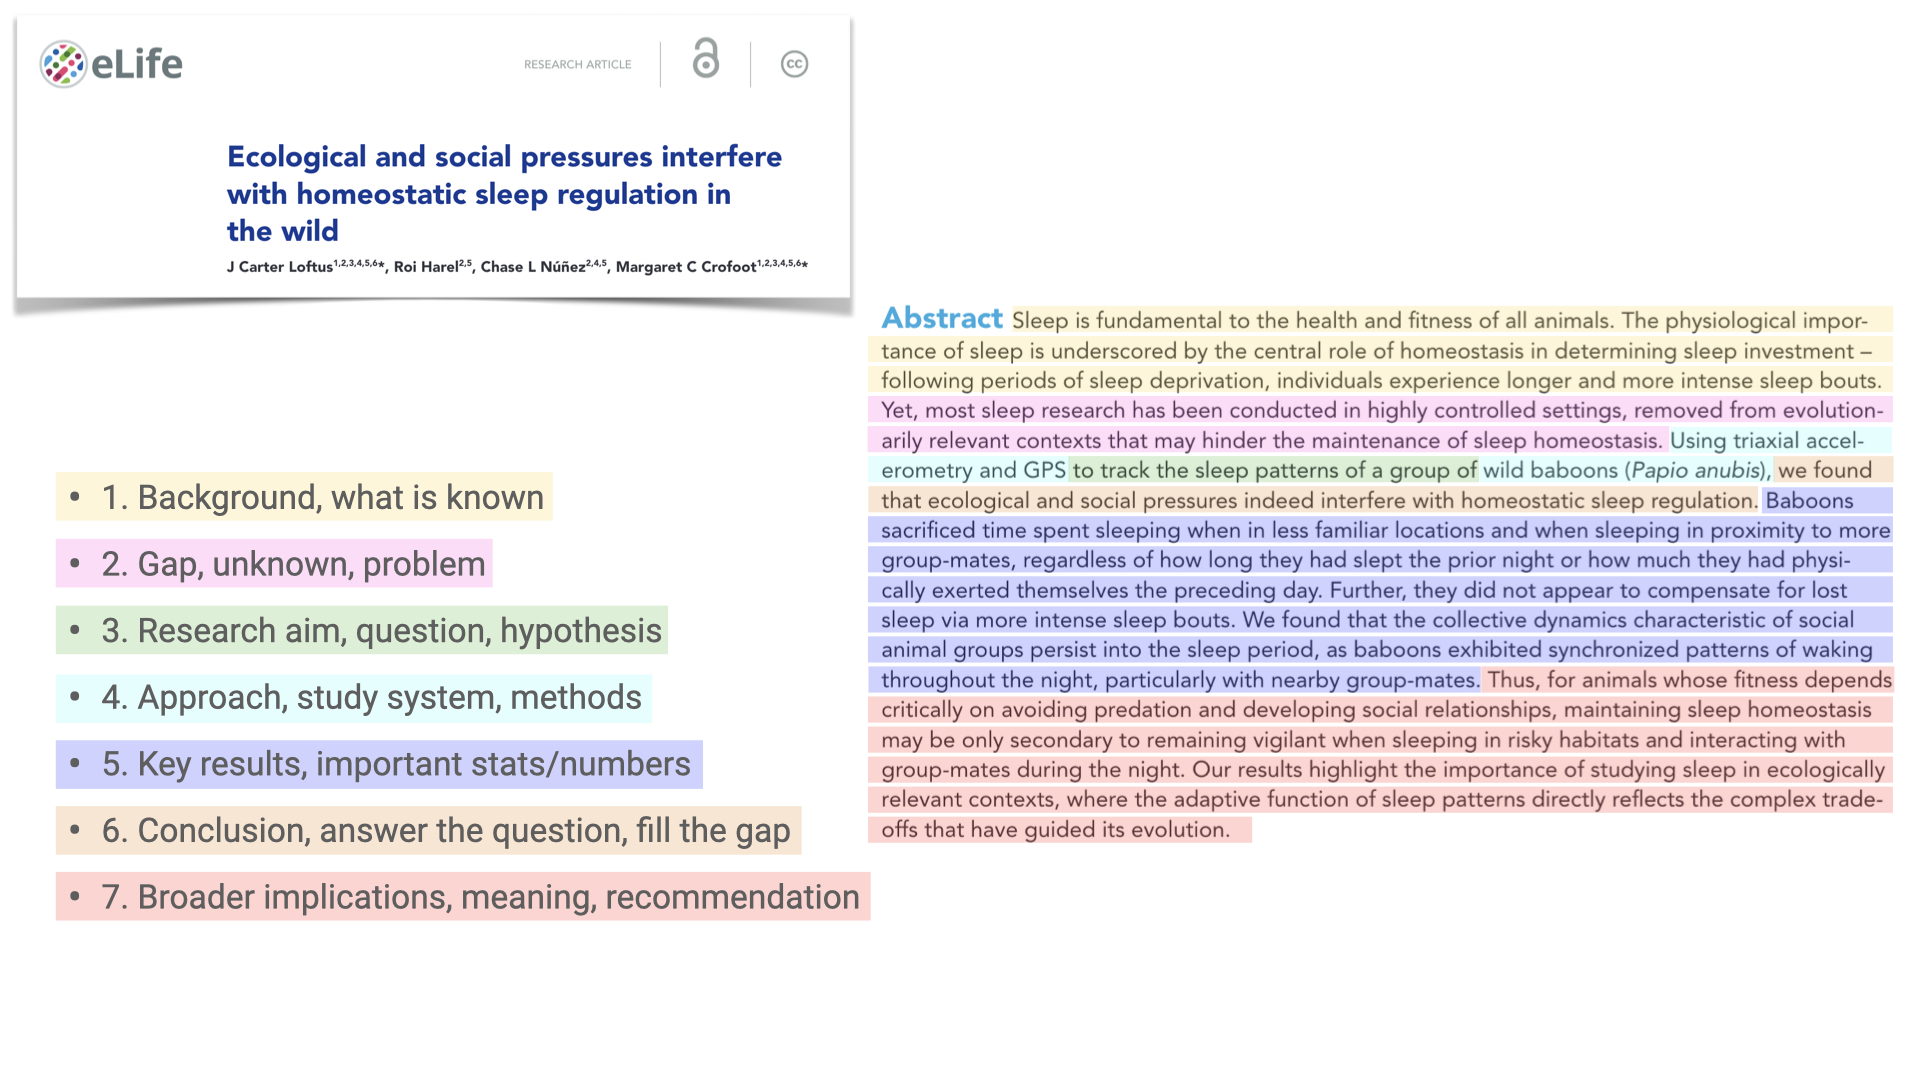 eLife
RESEARCH ARTICLE
cc
Ecological and social pressures interfere
with homeostatic sleep regulation in
the wild
J Carter Loftus1,2,3,4,5,6*, Roi Harel2,5, Chase L Núñez2,4,5, Margaret C Crofoot1,2,3,4,5,6*
• 1. Background, what is known
• 2. Gap, unknown, problem
• 3. Research aim, question, hypothesis
• 4. Approach, study system, methods
• 5. Key results, important stats/numbers
• 6. Conclusion, answer the question, fill the gap
• 7. Broader implications, meaning, recommendation
Abstract Sleep is fundamental to the health and fitness of all animals. The physiological impor-
tance of sleep is underscored by the central role of homeostasis in determining sleep investment –
following periods of sleep deprivation, individuals experience longer and more intense sleep bouts.
Yet, most sleep research has been conducted in highly controlled settings, removed from evolution-
arily relevant contexts that may hinder the maintenance of sleep homeostasis. Using triaxial accel-
erometry and GPS to track the sleep patterns of a group of wild baboons (Papio anubis), we found
that ecological and social pressures indeed interfere with homeostatic sleep regulation. Baboons
sacrificed time spent sleeping when in less familiar locations and when sleeping in proximity to more
group-mates, regardless of how long they had slept the prior night or how much they had physi-
cally exerted themselves the preceding day. Further, they did not appear to compensate for lost
sleep via more intense sleep bouts. We found that the collective dynamics characteristic of social
animal groups persist into the sleep period, as baboons exhibited synchronized patterns of waking
throughout the night, particularly with nearby group-mates. Thus, for animals whose fitness depends
critically on avoiding predation and developing social relationships, maintaining sleep homeostasis
may be only secondary to remaining vigilant when sleeping in risky habitats and interacting with
group-mates during the night. Our results highlight the importance of studying sleep in ecologically
relevant contexts, where the adaptive function of sleep patterns directly reflects the complex trade-
offs that have guided its evolution.